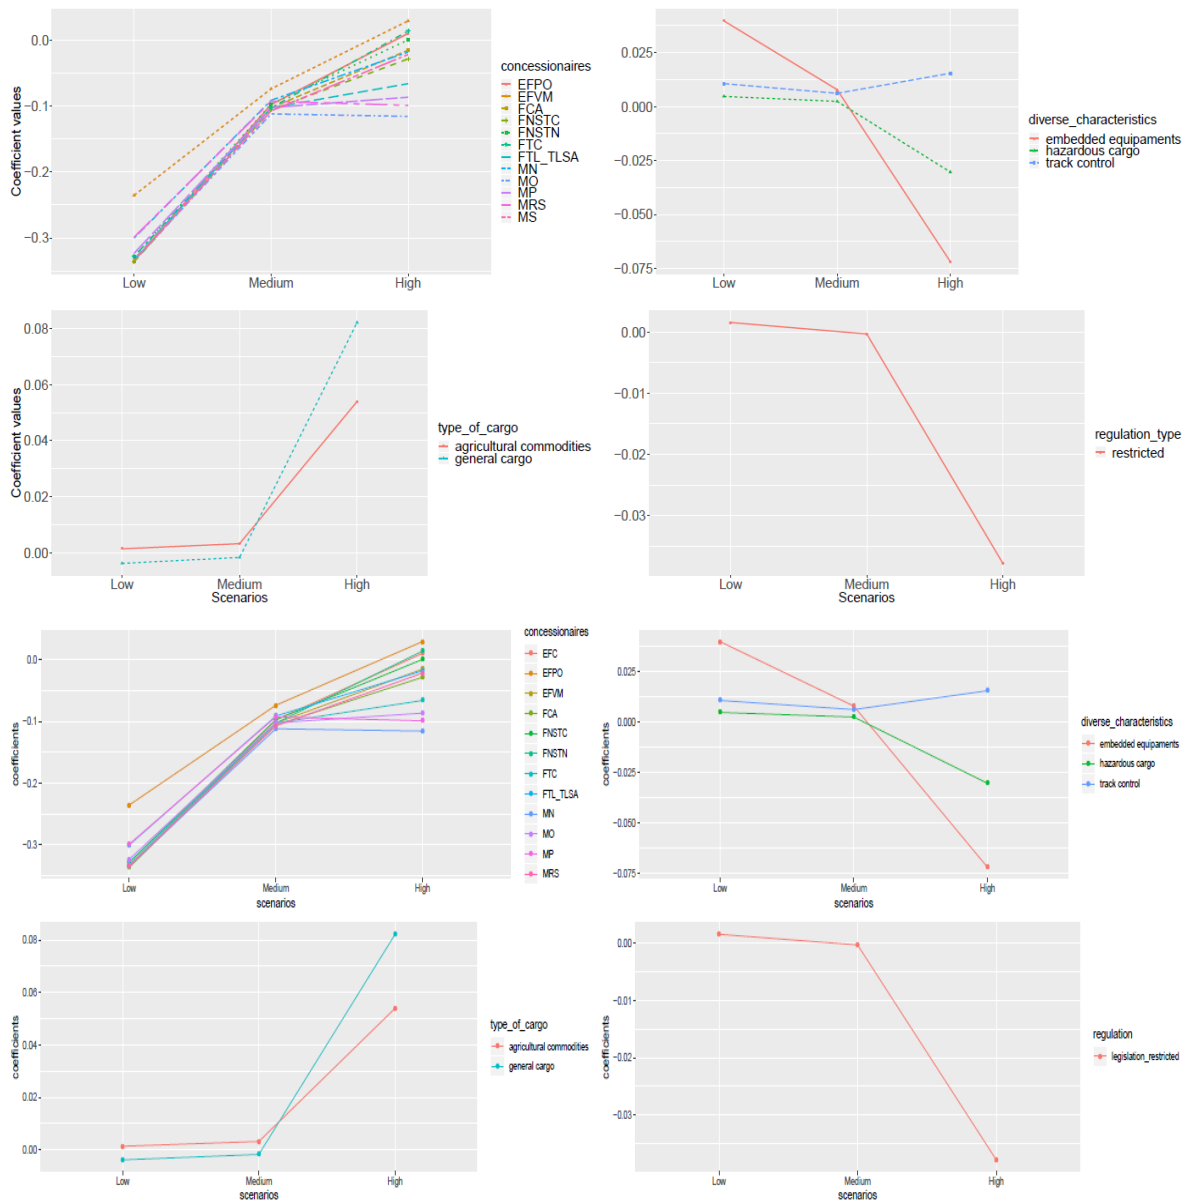 Coefficient values
0.0
−0.1
−0.2
−0.3
Low Medium High
concessionaires
EFPO
EFVM
FCA
FNSTC
FNSTN
FTC
FTL_TLSA
MN
MO
MP
MRS
MS
0.025
0.000
−0.025
−0.050
−0.075
Low Medium High
diverse_characteristics
embedded equipaments
hazardous cargo
track control
Coefficient values
0.08
0.06
0.04
0.02
0.00
Low Medium High
Scenarios
type_of_cargo
agricultural commodities
general cargo
0.00
−0.01
−0.02
−0.03
Low Medium High
Scenarios
regulation_type
restricted
coefficients
0.0
−0.1
−0.2
−0.3
Low Medium High
scenarios
concessionaires
EFC
EFPO
EFVM
FCA
FNSTC
FNSTN
FTC
FTL_TLSA
MN
MO
MP
MRS
coefficients
0.025
0.000
−0.025
−0.050
−0.075
Low Medium High
scenarios
diverse_characteristics
embedded equipaments
hazardous cargo
track control
coefficients
0.08
0.06
0.04
0.02
0.00
Low Medium High
scenarios
type_of_cargo
agricultural commodities
general cargo
coefficients
0.00
−0.01
−0.02
−0.03
Low Medium High
scenarios
regulation
legislation_restricted